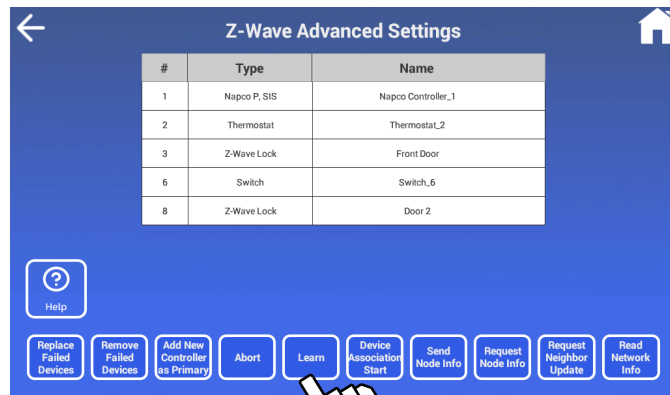 Z-Wave Advanced Settings
# Type Name
1 Napco P, SIS Napco Controller_1
2 Thermostat Thermostat_2
3 Z-Wave Lock Front Door
6 Switch Switch_6
8 Z-Wave Lock Door 2
?
Help
Replace
Failed
Devices
Remove
Failed
Devices
Add New
Controller
as Primary
Abort
Learn
Device
Association
Start
Send
Node Info
Request
Node Info
Request
Neighbor
Update
Read
Network
Info